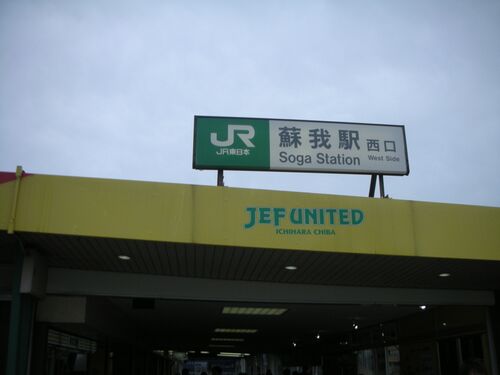 JR
JR東日本
蘇我駅 西口
Soga Station West Side
JEF UNITED
ICHIHARA CHIBA